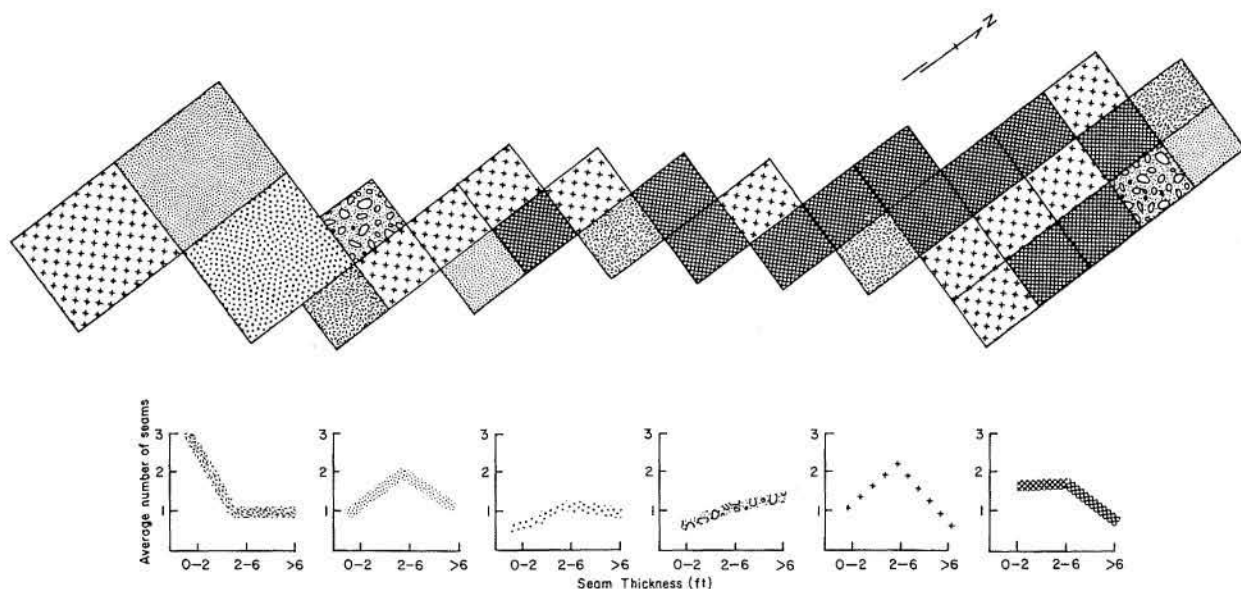 N
Average number of seams
3 3 3 3 3 3
2 2 2 2 2 2
1 1 1 1 1 1
0-2 2-6 >6 0-2 2-6 >6 0-2 2-6 >6 0-2 2-6 >6 0-2 2-6 >6 0-2 2-6 >6
Seam Thickness (ft)